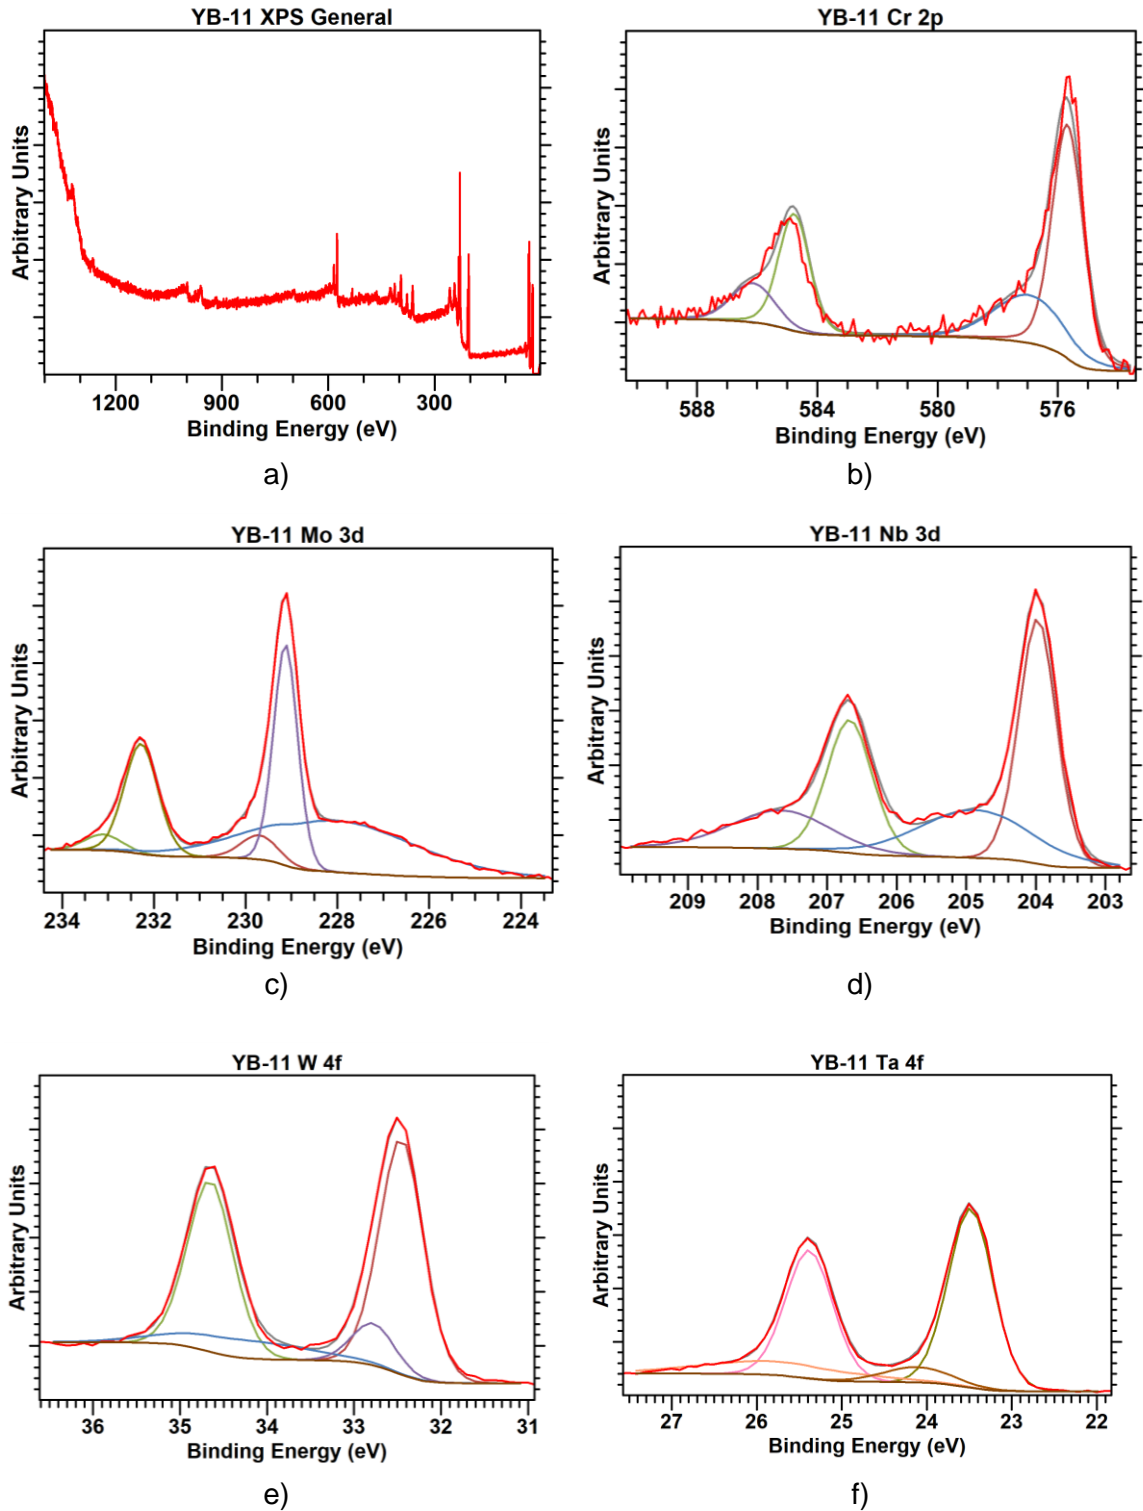 YB-11 XPS General
Arbitrary Units
1200 900 600 300
Binding Energy (eV)
a)
YB-11 Cr 2p
Arbitrary Units
588 584 580 576
Binding Energy (eV)
b)
YB-11 Mo 3d
Arbitrary Units
234 232 230 228 226 224
Binding Energy (eV)
c)
YB-11 Nb 3d
Arbitrary Units
209 208 207 206 205 204 203
Binding Energy (eV)
d)
YB-11 W 4f
Arbitrary Units
36 35 34 33 32 31
Binding Energy (eV)
e)
YB-11 Ta 4f
Arbitrary Units
27 26 25 24 23 22
Binding Energy (eV)
f)